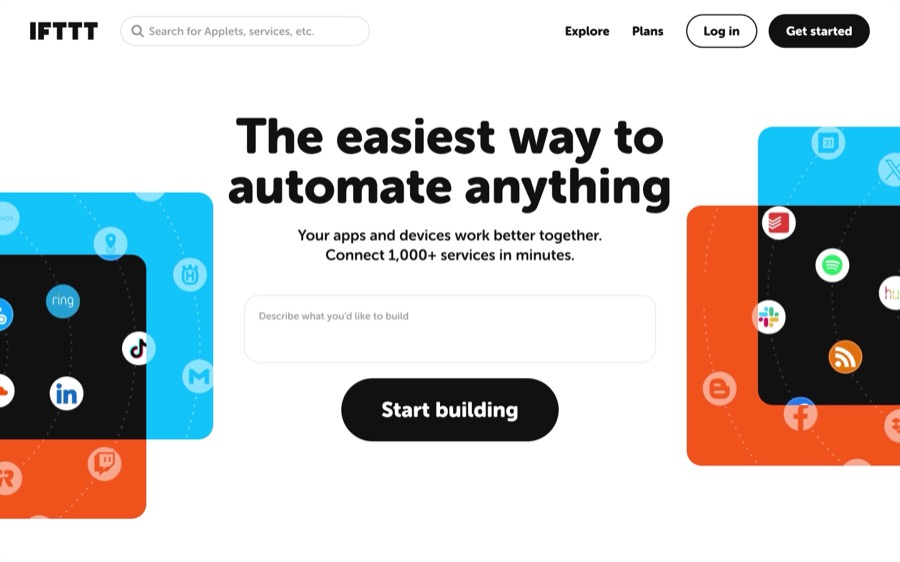 IFTTT
Search for Applets, services, etc.
Explore
Plans
Log in
Get started
The easiest way to
automate anything
Your apps and devices work better together.
Connect 1,000+ services in minutes.
Describe what you'd like to build
Start building
ring
in
31
hu